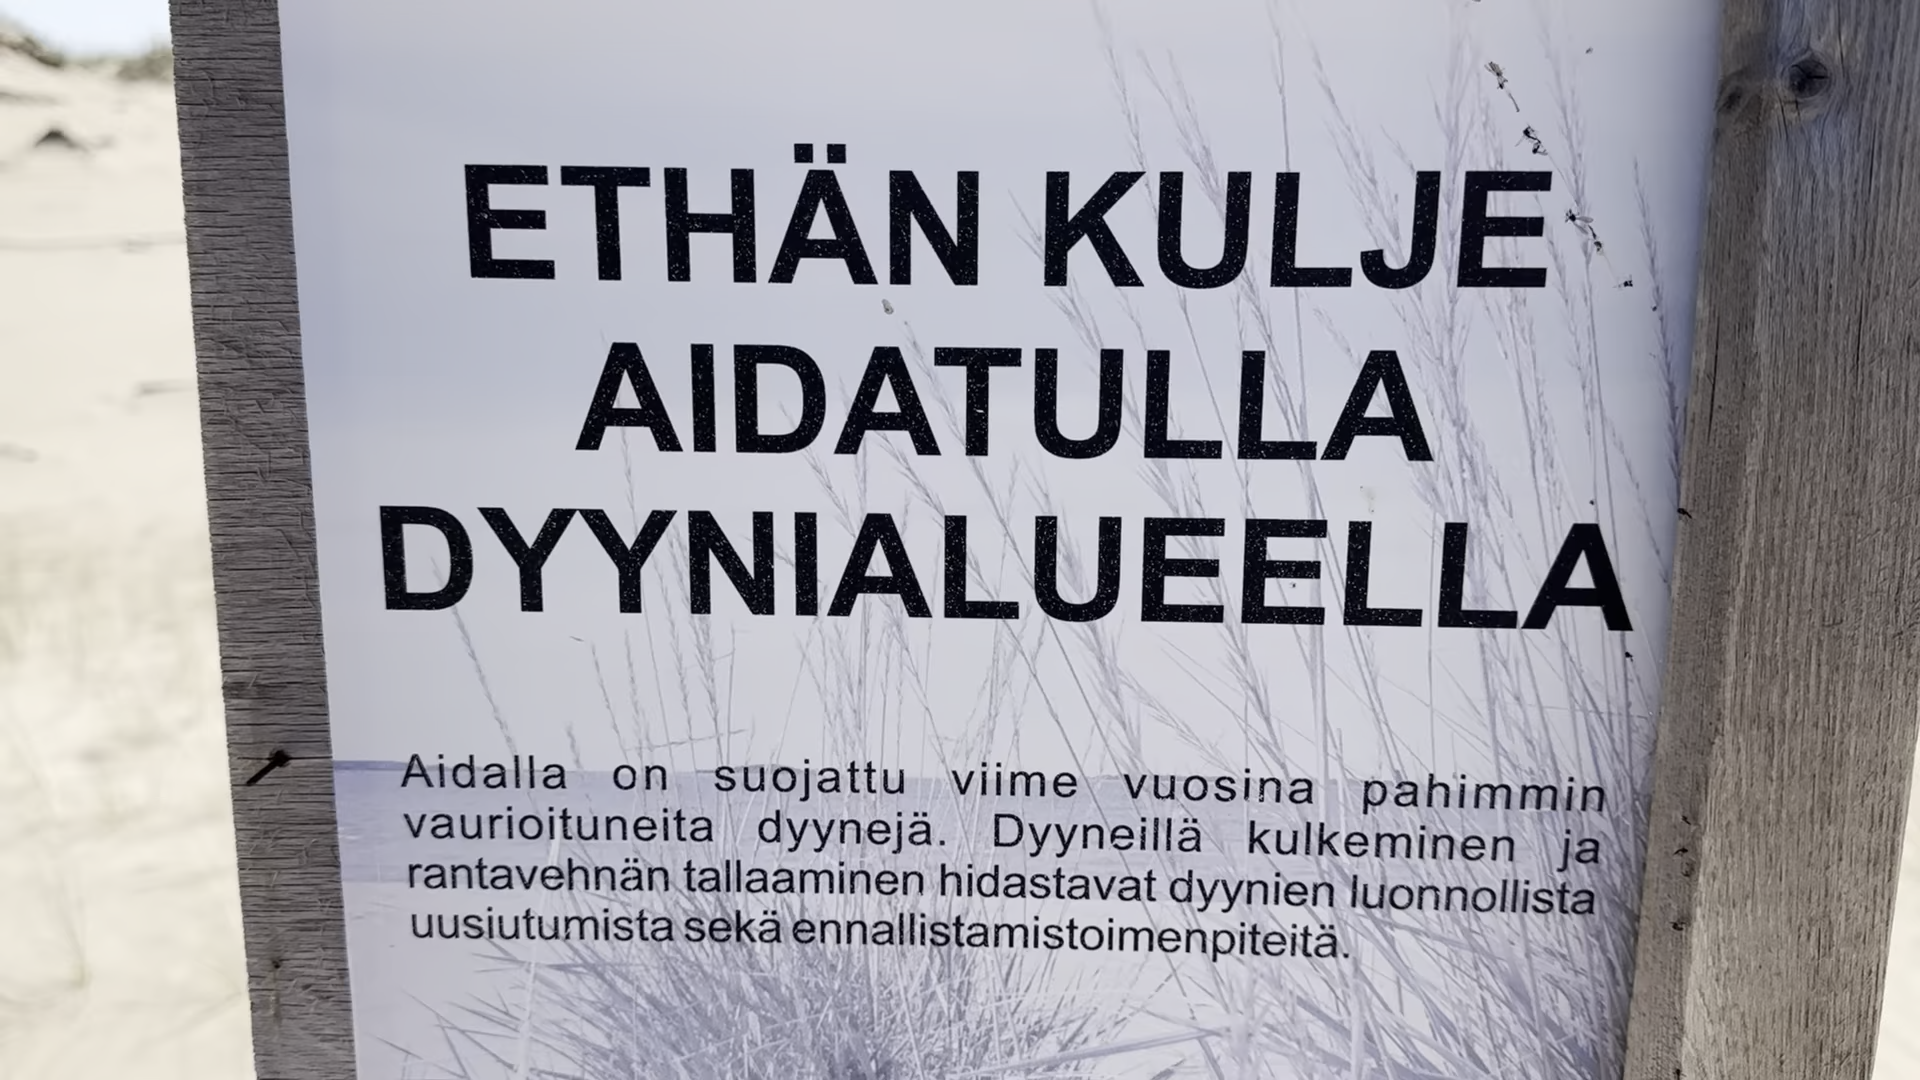 ETHÄN KULJE
AIDATULLA
DYYNIALUEELLA
Aidalla on suojattu viime vuosina pahimmin
vaurioituneita dyynejä. Dyyneillä kulkeminen ja
rantavehnän tallaaminen hidastavat dyynien luonnollista
uusiutumista sekä ennallistamistoimenpiteitä.